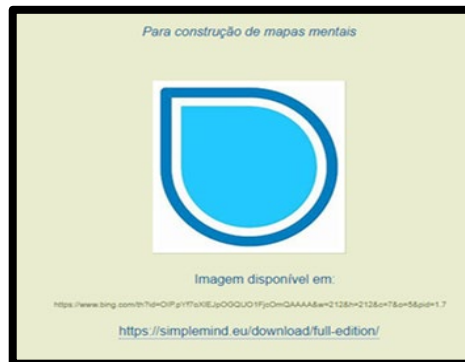 Para construção de mapas mentais
Imagem disponível em:
https://simplemind.eu/download/full-edition/